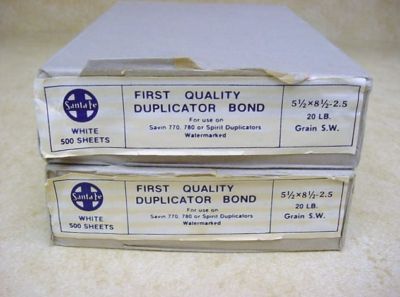 Santa Fe
WHITE
500 SHEETS
FIRST QUALITY
DUPLICATOR BOND
For use on
Savin 770, 780 or Spirit Duplicators
Watermarked
5½×8½-2.5
20 LB.
Grain S.W.
Santa Fe
WHITE
500 SHEETS
FIRST QUALITY
DUPLICATOR BOND
For use on
Savin 770, 780 or Spirit Duplicators
Watermarked
5½×8½-2.5
20 LB.
Grain S.W.